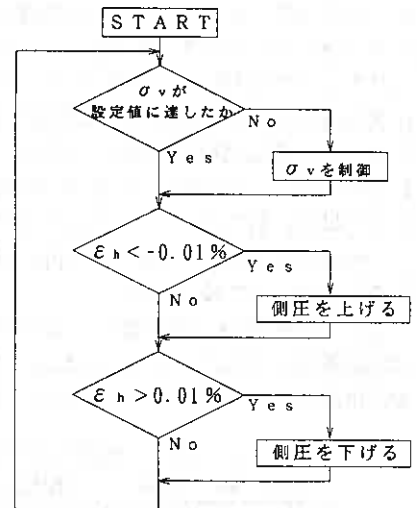 START
σvが
設定値に達したか
No
Yes
σvを制御
εh<-0.01%
Yes
No
側圧を上げる
εh>0.01%
Yes
No
側圧を下げる